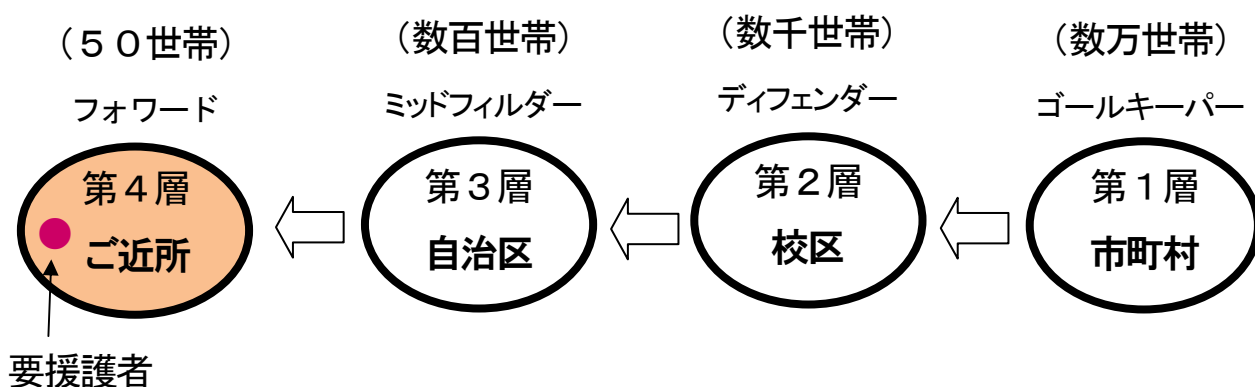 （５０世帯）
（数百世帯）
（数千世帯）
（数万世帯）
フォワード
ミッドフィルダー
ディフェンダー
ゴールキーパー
第４層
ご近所
第３層
自治区
第２層
校区
第１層
市町村
要援護者